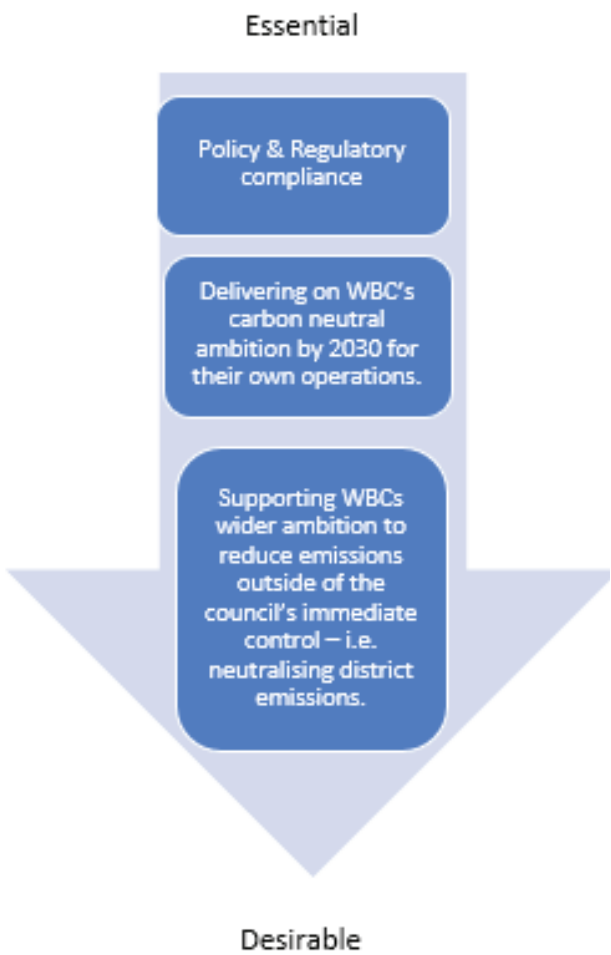 Essential
Policy & Regulatory
compliance
Delivering on WBC's
carbon neutral
ambition by 2030 for
their own operations.
Supporting WBCs
wider ambition to
reduce emissions
outside of the
council's immediate
control – i.e.
neutralising district
emissions.
Desirable